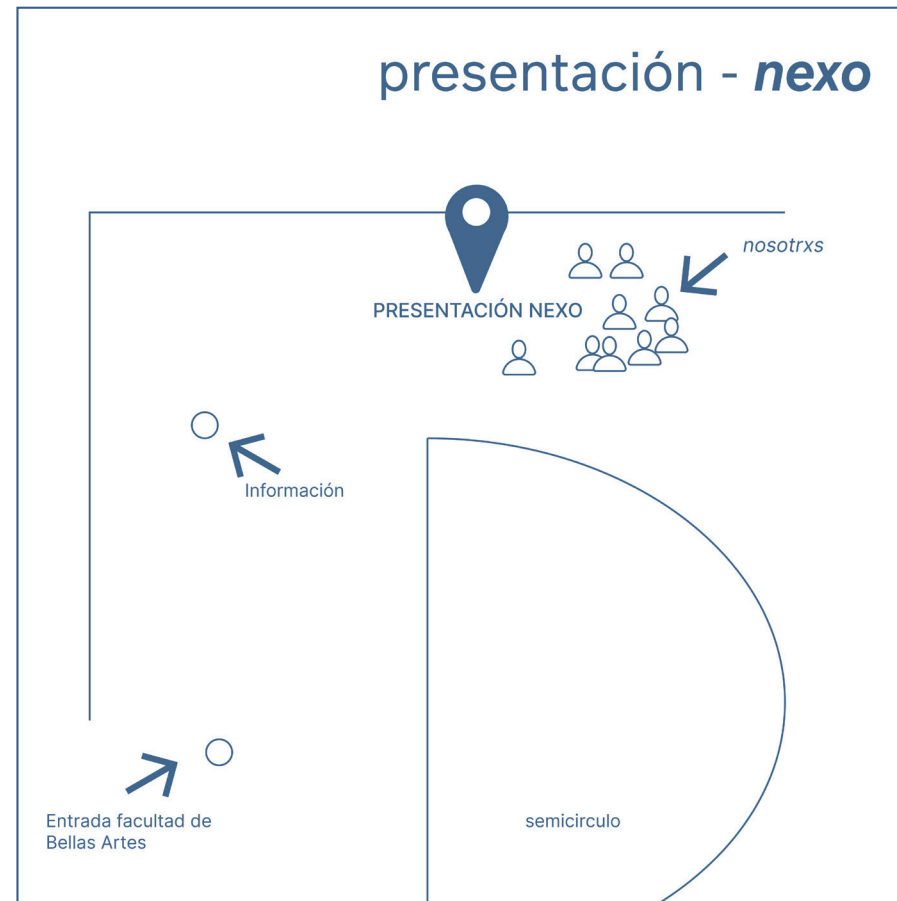 presentación - nexo
nosotrxs
PRESENTACIÓN NEXO
Información
Entrada facultad de
Bellas Artes
semicirculo